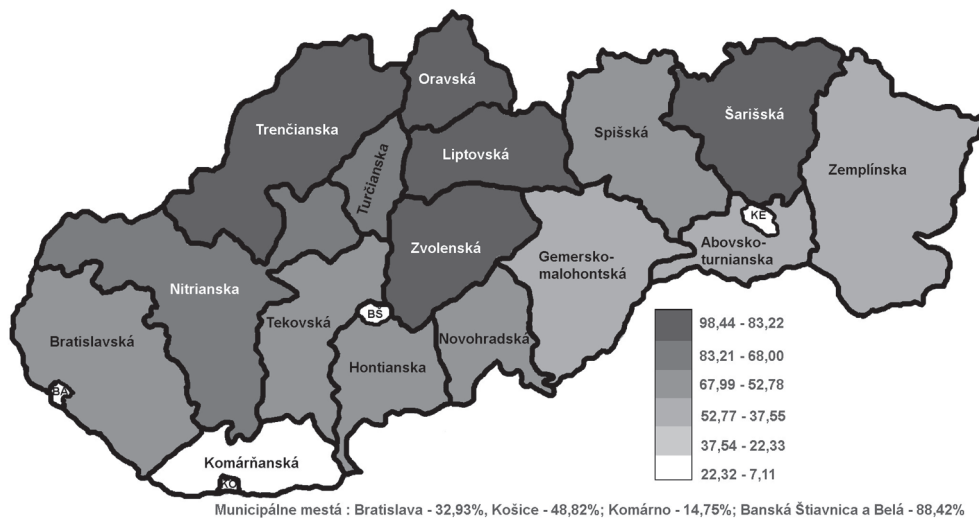 Oravská
Trenčianska
Šarišská
Spišská
Liptovská
Turčianska
Zemplínska
KE
Zvolenská
Abovsko-
turnianska
Gemersko-
malohontská
Nitrianska
BŠ
Tekovská
Bratislavská
Novohradská
Hontianska
BA
Komárňanská
KO
98,44 - 83,22
83,21 - 68,00
67,99 - 52,78
52,77 - 37,55
37,54 - 22,33
22,32 - 7,11
Municipálne mestá : Bratislava - 32,93%, Košice - 48,82%; Komárno - 14,75%; Banská Štiavnica a Belá - 88,42%